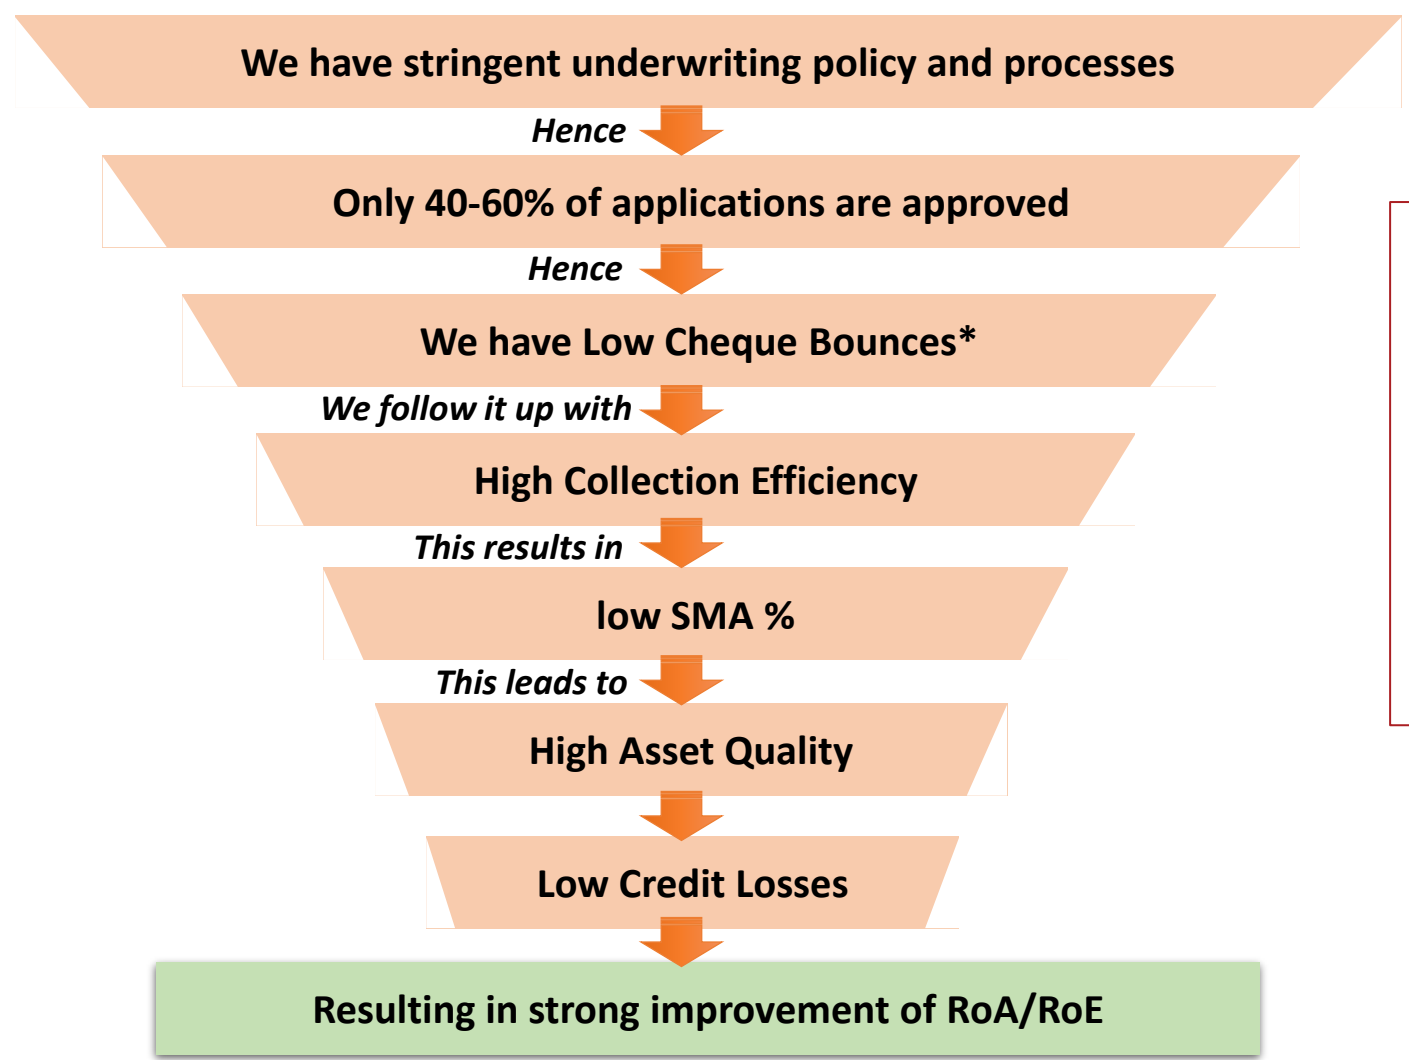 We have stringent underwriting policy and processes
Hence
Only 40-60% of applications are approved
Hence
We have Low Cheque Bounces*
We follow it up with
High Collection Efficiency
This results in
low SMA %
This leads to
High Asset Quality
Low Credit Losses
Resulting in strong improvement of RoA/RoE